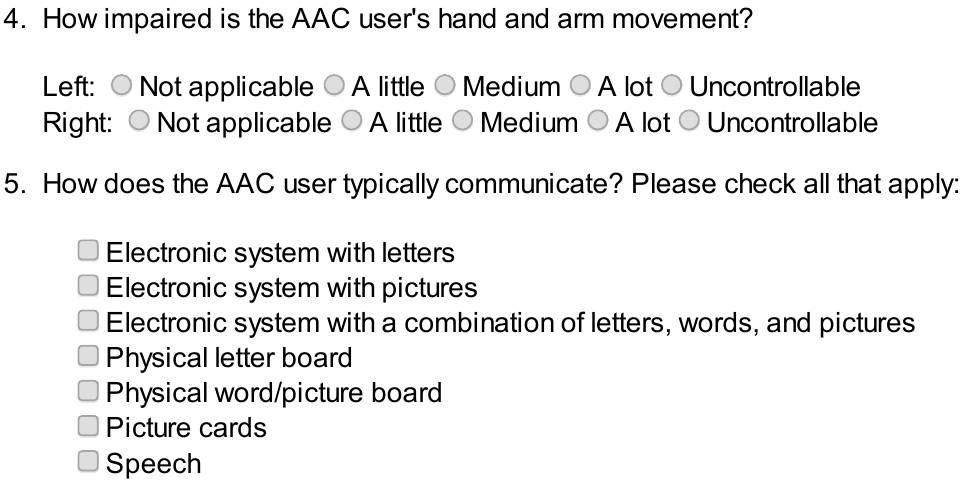 4. How impaired is the AAC user's hand and arm movement?
Left: Not applicable A little Medium A lot Uncontrollable
Right: Not applicable A little Medium A lot Uncontrollable
5. How does the AAC user typically communicate? Please check all that apply:
Electronic system with letters
Electronic system with pictures
Electronic system with a combination of letters, words, and pictures
Physical letter board
Physical word/picture board
Picture cards
Speech